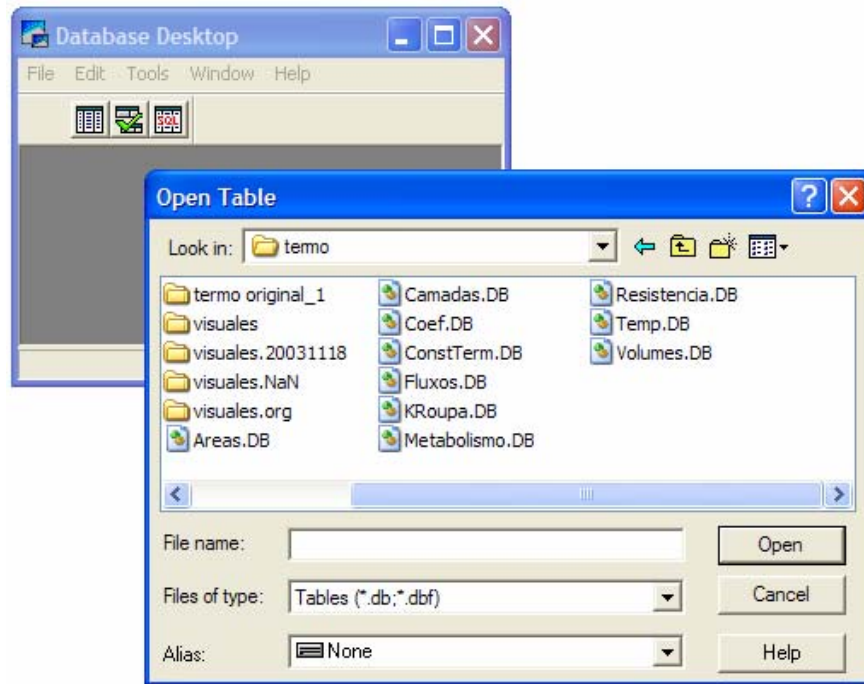 Database Desktop
File Edit Tools Window Help
SQL
Open Table
Look in: termo
termo original_1
visuales
visuales.20031118
visuales.NaN
visuales.org
Areas.DB
Camadas.DB
Coef.DB
ConstTerm.DB
Fluxos.DB
KRoupa.DB
Metabolismo.DB
Resistencia.DB
Temp.DB
Volumes.DB
File name:
Open
Files of type: Tables (*.db;*.dbf)
Cancel
Alias: None
Help